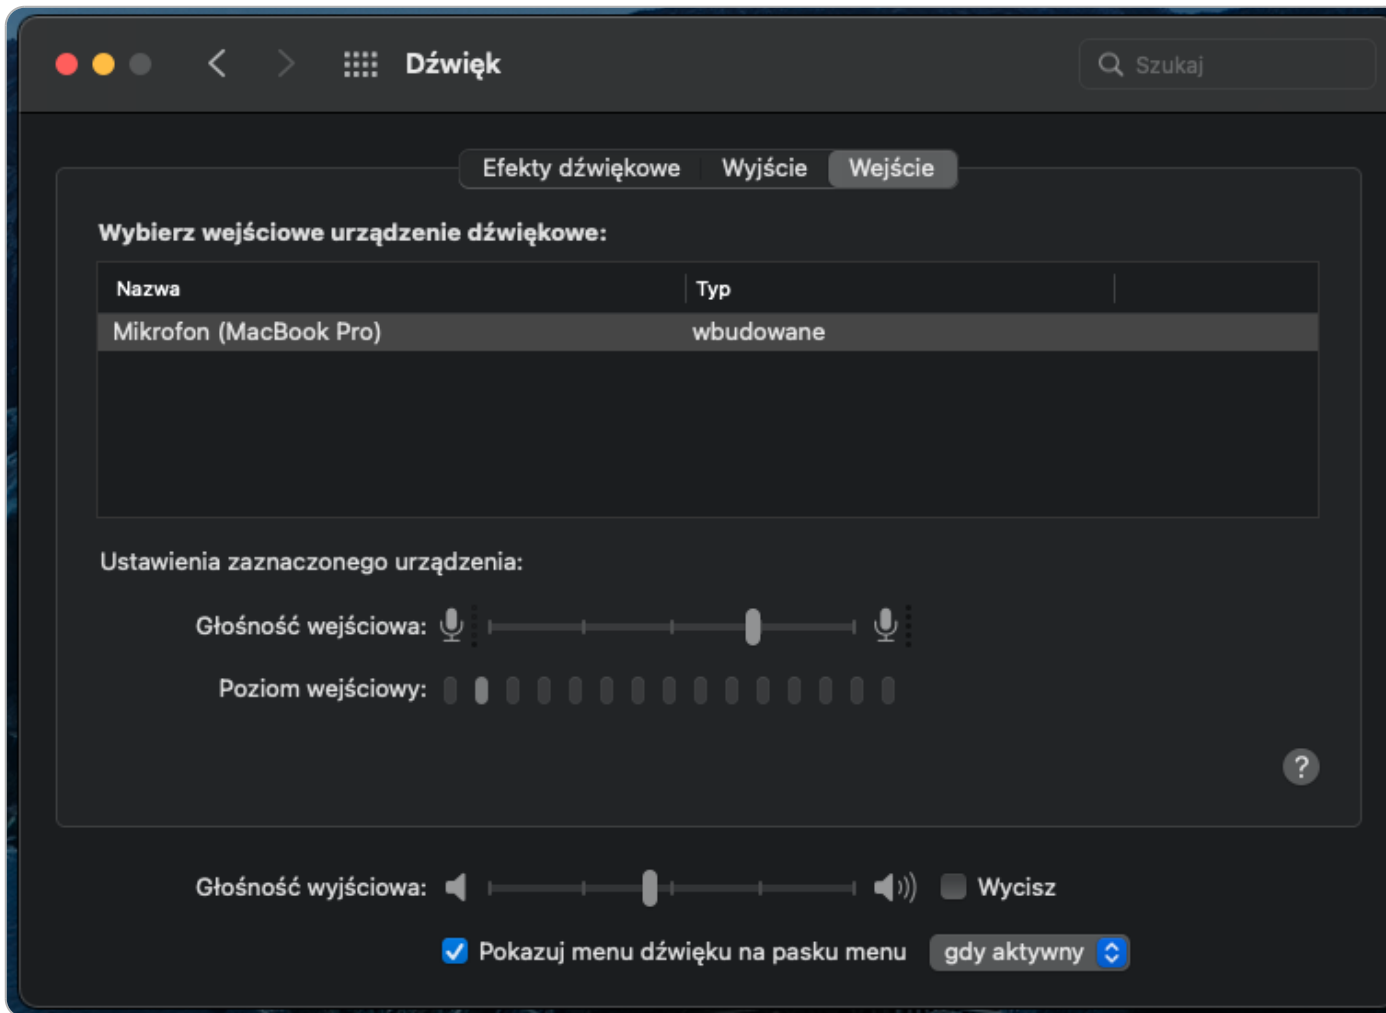 Dźwięk
Szukaj
Efekty dźwiękowe Wyjście Wejście
Wybierz wejściowe urządzenie dźwiękowe:
Nazwa Typ
Mikrofon (MacBook Pro) wbudowane
Ustawienia zaznaczonego urządzenia:
Głośność wejściowa:
Poziom wejściowy:
?
Głośność wyjściowa: Wycisz
Pokazuj menu dźwięku na pasku menu gdy aktywny